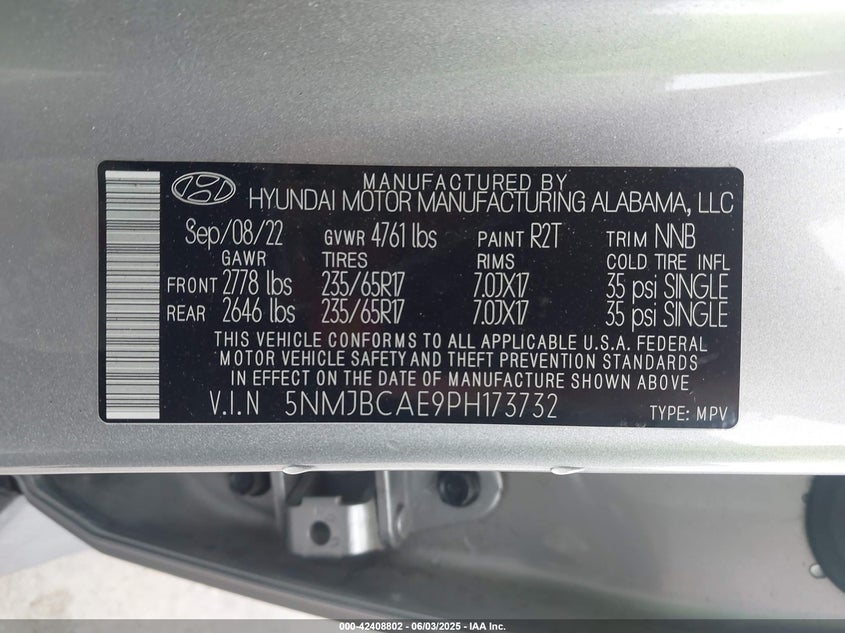 MANUFACTURED BY
HYUNDAI MOTOR MANUFACTURING ALABAMA, LLC
Sep/08/22 GVWR 4761 lbs PAINT R2T TRIM NNB
GAWR TIRES RIMS COLD TIRE INFL
FRONT 2778 lbs 235/65R17 7.0JX17 35 psi SINGLE
REAR 2646 lbs 235/65R17 7.0JX17 35 psi SINGLE
THIS VEHICLE CONFORMS TO ALL APPLICABLE U.S.A. FEDERAL
MOTOR VEHICLE SAFETY AND THEFT PREVENTION STANDARDS
IN EFFECT ON THE DATE OF MANUFACTURE SHOWN ABOVE
V.I.N 5NMJBCAE9PH173732 TYPE: MPV
000-42408802 - 06/03/2025 - IAA Inc.